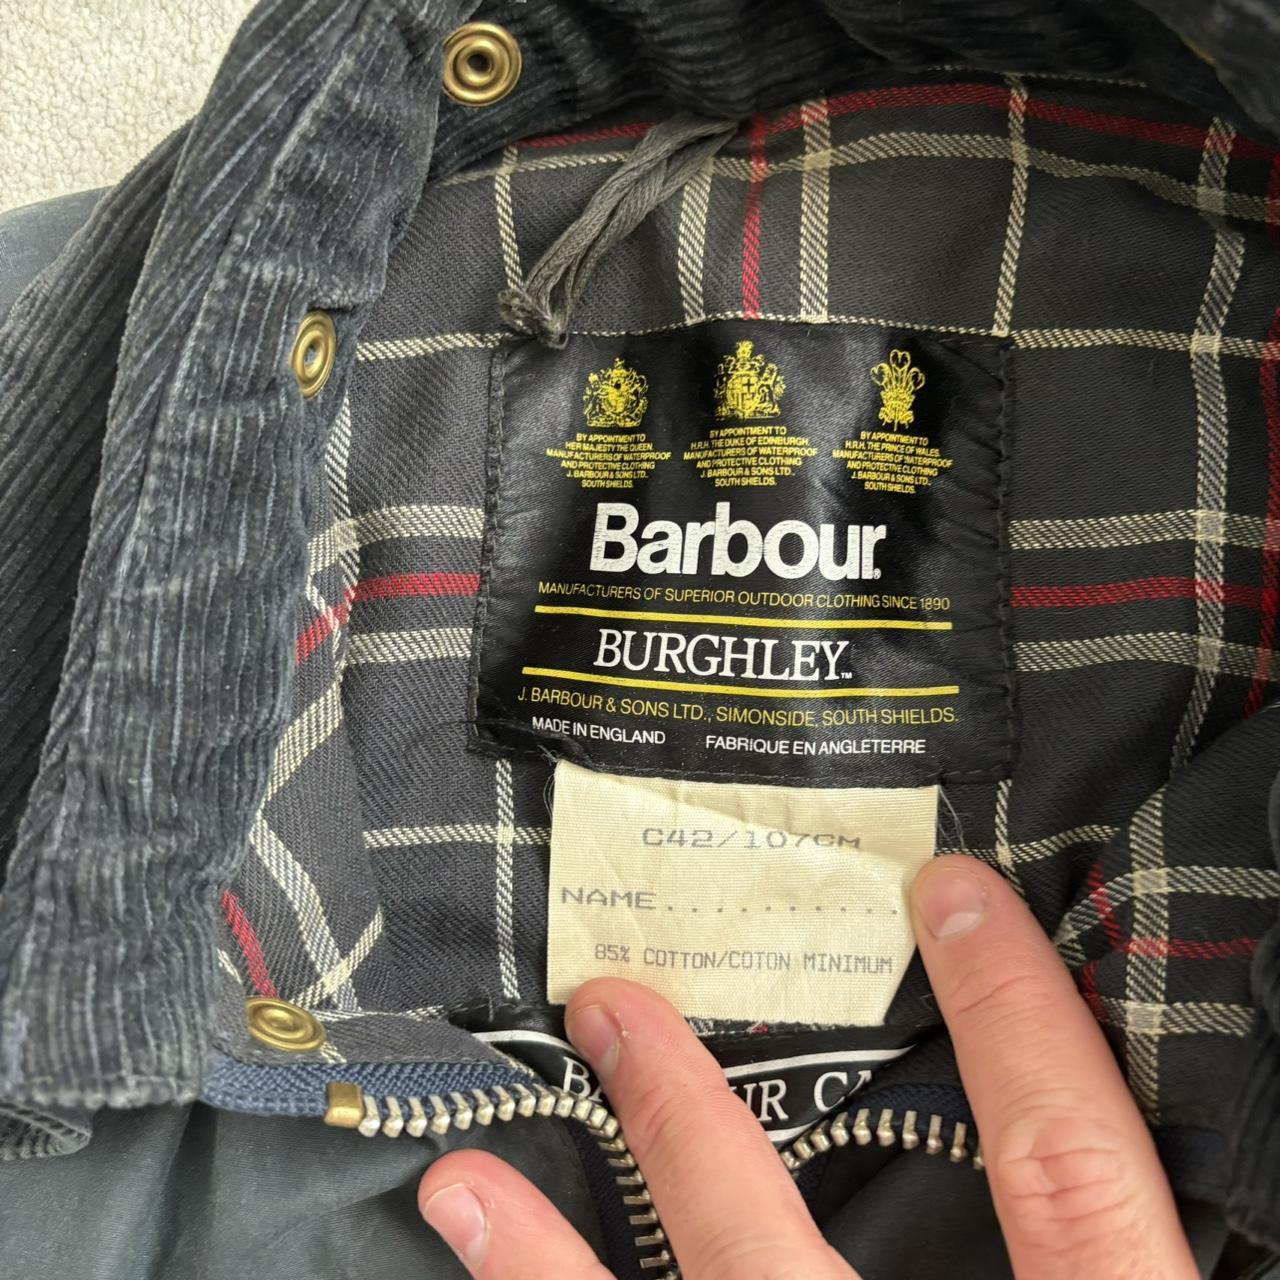 BY APPOINTMENT TO
HER MAJESTY THE QUEEN
MANUFACTURERS OF WATERPROOF
AND PROTECTIVE CLOTHING
J. BARBOUR & SONS LTD.
SOUTH SHIELDS.
BY APPOINTMENT TO
H.R.H. THE DUKE OF EDINBURGH
MANUFACTURERS OF WATERPROOF
AND PROTECTIVE CLOTHING
J. BARBOUR & SONS LTD.
SOUTH SHIELDS.
BY APPOINTMENT TO
H.R.H. THE PRINCE OF WALES
MANUFACTURERS OF WATERPROOF
AND PROTECTIVE CLOTHING
J. BARBOUR & SONS LTD.
SOUTH SHIELDS.
Barbour®
MANUFACTURERS OF SUPERIOR OUTDOOR CLOTHING SINCE 1890
BURGHLEY™
J. BARBOUR & SONS LTD., SIMONSIDE, SOUTH SHIELDS.
MADE IN ENGLAND FABRIQUE EN ANGLETERRE
C42/107CM
NAME..........
85% COTTON/COTON MINIMUM